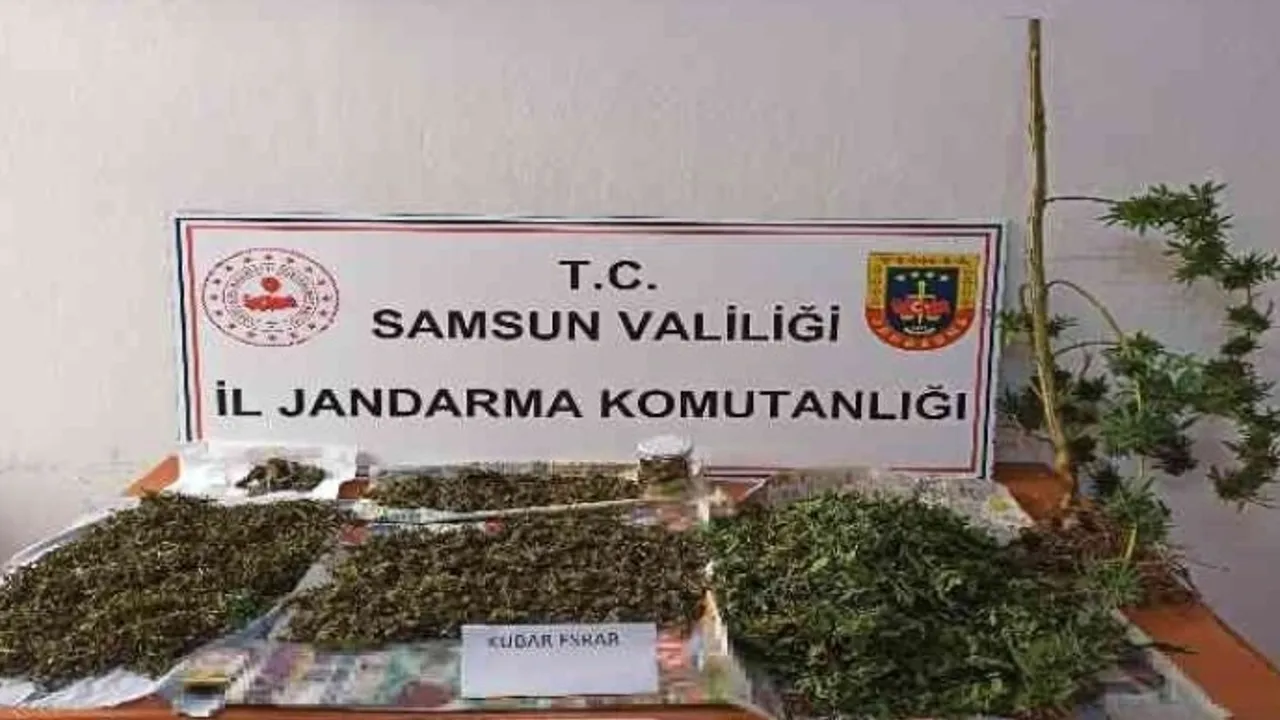 T.C.
SAMSUN VALİLİĞİ
İL JANDARMA KOMUTANLIĞI
KUBAR ESRAR